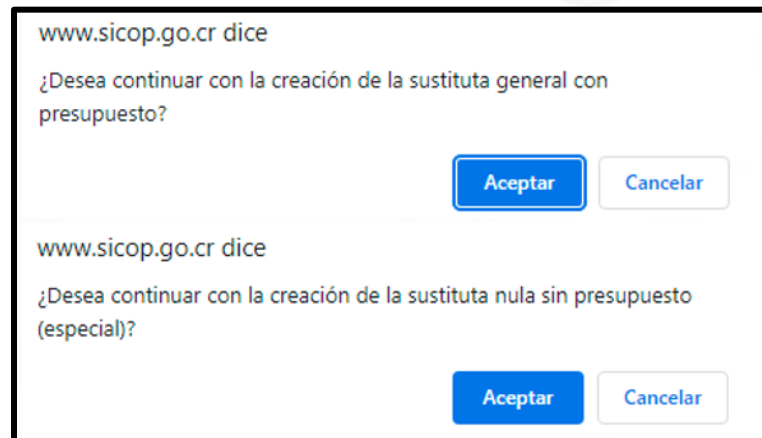 www.sicop.go.cr dice
¿Desea continuar con la creación de la sustituta general con
presupuesto?
Aceptar Cancelar
www.sicop.go.cr dice
¿Desea continuar con la creación de la sustituta nula sin presupuesto
(especial)?
Aceptar Cancelar